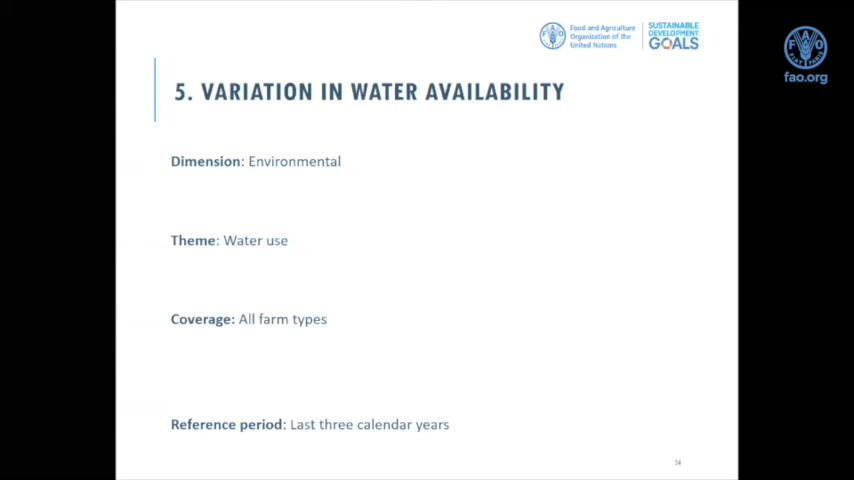 Food and Agriculture
Organization of the
United Nations
SUSTAINABLE
DEVELOPMENT
GOALS
fao.org
5. VARIATION IN WATER AVAILABILITY
Dimension: Environmental
Theme: Water use
Coverage: All farm types
Reference period: Last three calendar years
34